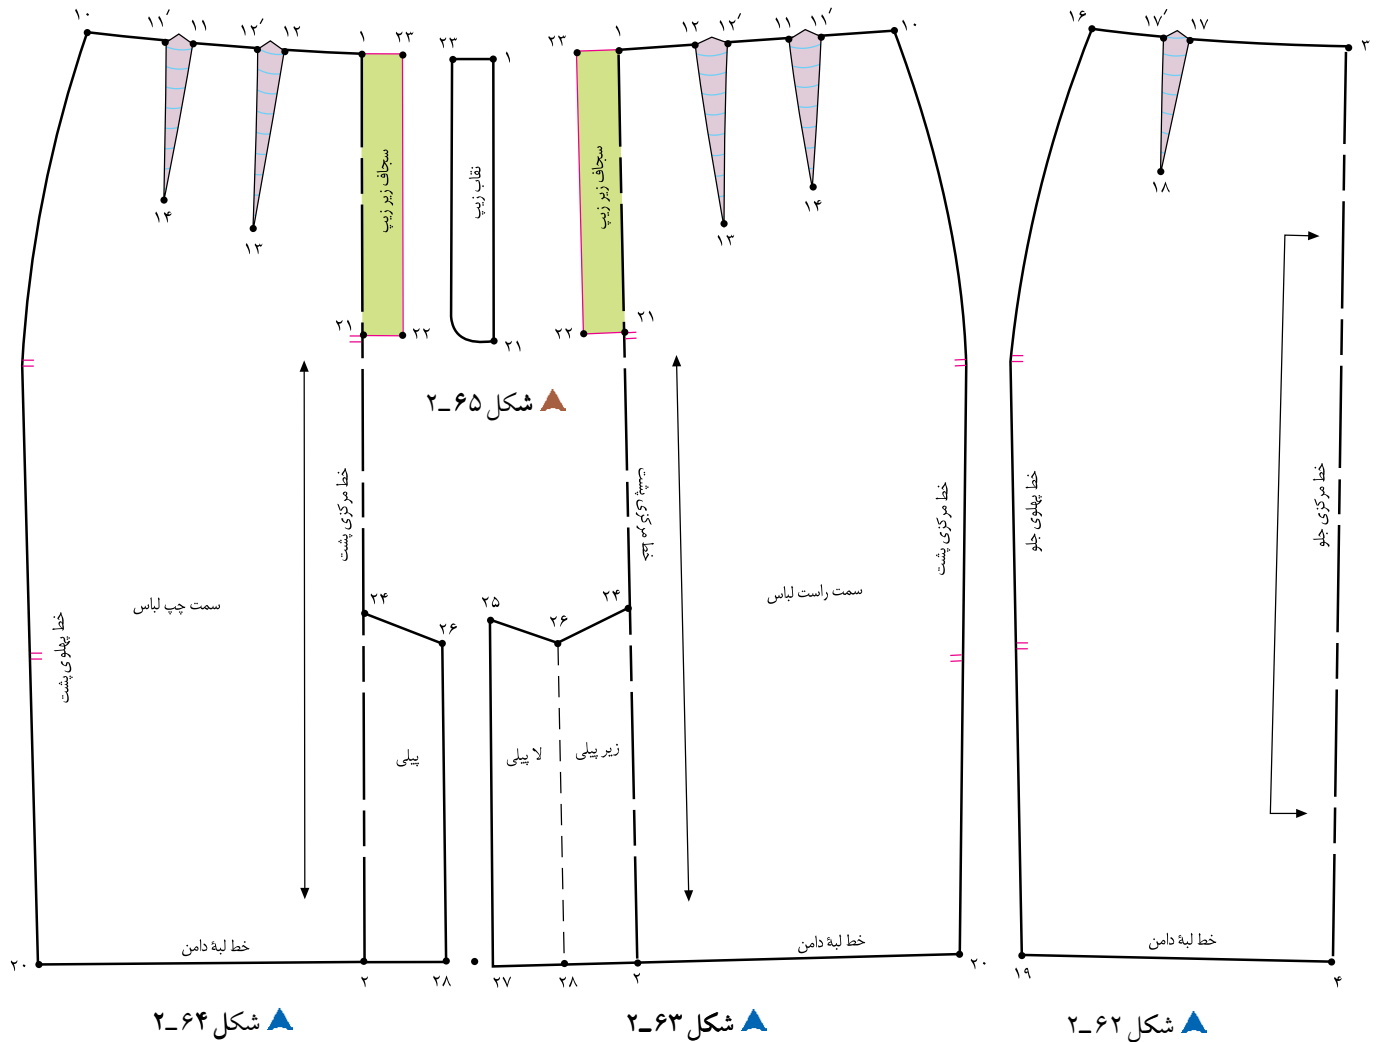 ۱۰
۱۱′
۱۱
۱۲′
۱۲
۱
۲۳
۱۴
۱۳
سجاف زیر زیپ
۲۱
۲۲
خط مرکزی پشت
سمت چپ لباس
خط پهلوی پشت
۲۴
۲۶
پیلی
خط لبهٔ دامن
۲۰
۲
۲۸
شکل ۶۴ـ۲
۲۳
۱
نقاب زیپ
۲۱
شکل ۶۵ـ۲
۲۳
۱
۱۲
۱۲′
۱۱
۱۱′
۱۰
سجاف زیر زیپ
۱۳
۱۴
۲۲
۲۱
خط مرکزی پشت
خط مرکزی پشت
سمت راست لباس
۲۵
۲۶
۲۴
لا پیلی
زیر پیلی
خط لبهٔ دامن
۲۷
۲۸
۲
۲۰
شکل ۶۳ـ۲
۱۶
۱۷′
۱۷
۳
۱۸
خط پهلوی جلو
خط مرکزی جلو
خط لبهٔ دامن
۱۹
۴
شکل ۶۲ـ۲